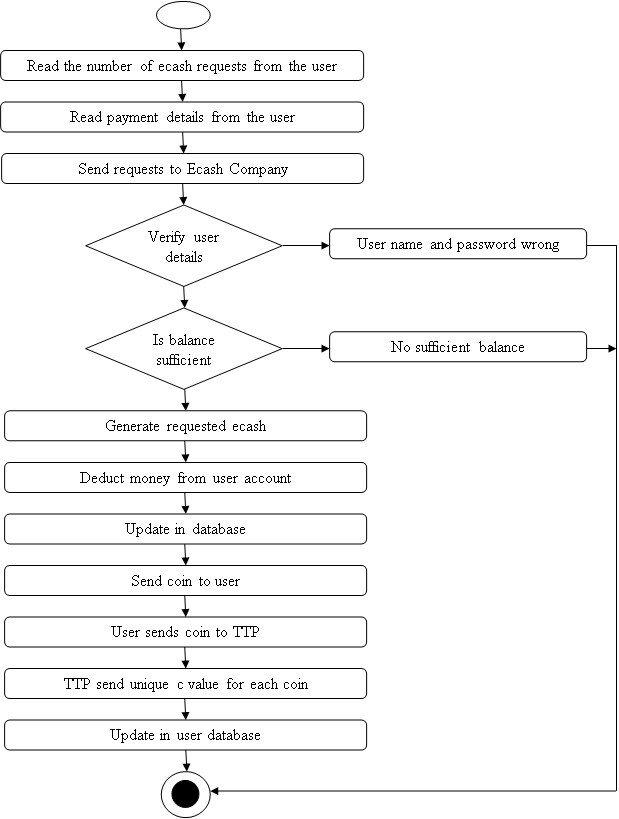 Read the number of ecash requests from the user
Read payment details from the user
Send requests to Ecash Company
Verify user
details
User name and password wrong
Is balance
sufficient
No sufficient balance
Generate requested ecash
Deduct money from user account
Update in database
Send coin to user
User sends coin to TTP
TTP send unique c value for each coin
Update in user database